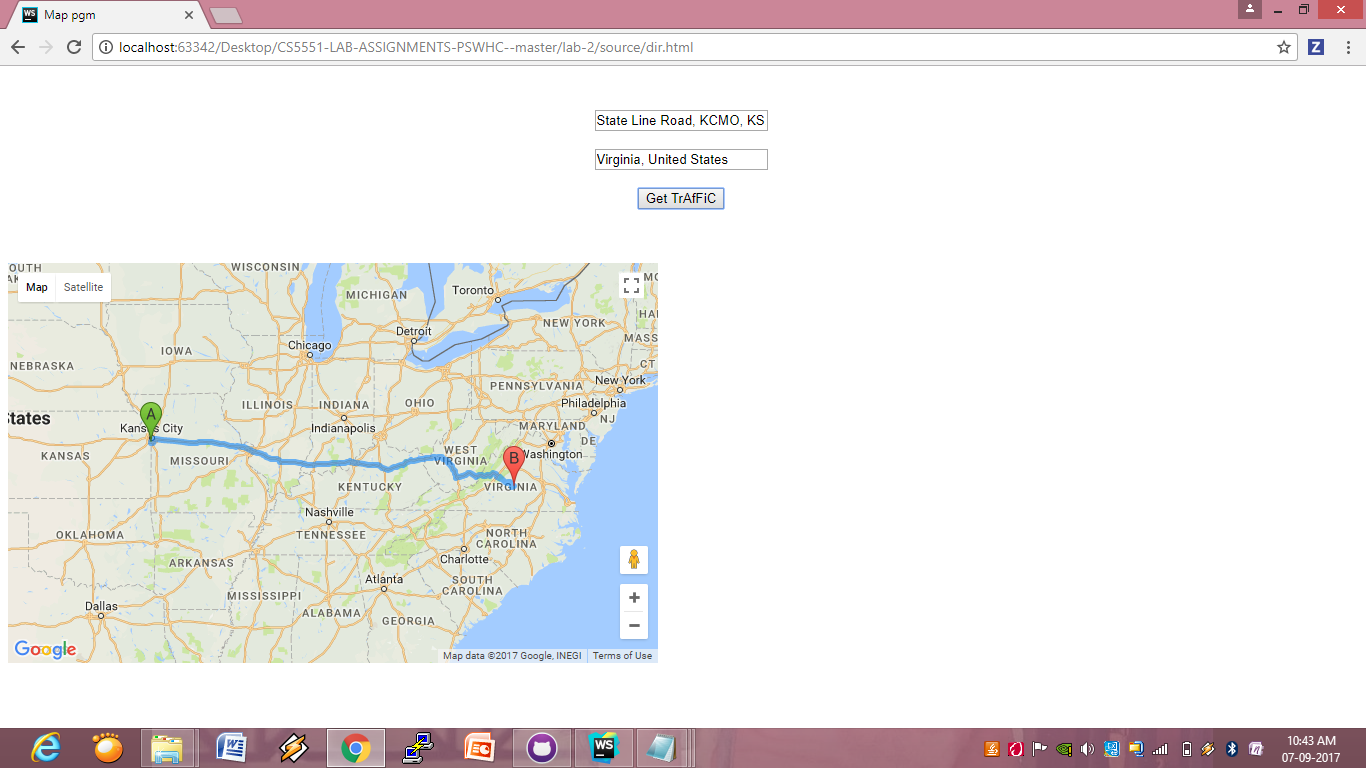 Map pgm
localhost:63342/Desktop/CS5551-LAB-ASSIGNMENTS-PSWHC--master/lab-2/source/dir.html
State Line Road, KCMO, KS
Virginia, United States
Get TrAfFiC
Map
Satellite
WISCONSIN
MICHIGAN
Toronto
Detroit
NEW YORK
Chicago
MASS
IOWA
NEBRASKA
CT
PENNSYLVANIA
New York
ILLINOIS
INDIANA
OHIO
Philadelphia
NJ
States
A
Kansas City
Indianapolis
MARYLAND
DE
KANSAS
MISSOURI
WEST
VIRGINIA
B
Washington
KENTUCKY
VIRGINIA
Nashville
TENNESSEE
NORTH
CAROLINA
OKLAHOMA
ARKANSAS
Charlotte
Atlanta
SOUTH
CAROLINA
MISSISSIPPI
Dallas
ALABAMA
GEORGIA
Google
Map data ©2017 Google, INEGI
Terms of Use
10:43 AM
07-09-2017